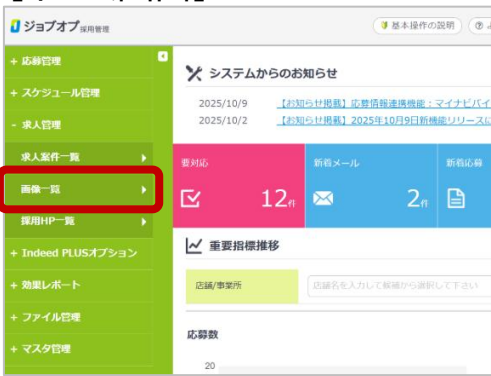 ジョブオプ 採用管理
基本操作の説明
+ 応募管理
+ スケジュール管理
- 求人管理
求人案件一覧
画像一覧
採用HP一覧
+ Indeed PLUSオプション
+ 効果レポート
+ ファイル管理
+ マスタ管理
システムからのお知らせ
2025/10/9 【お知らせ掲載】応募情報連携機能：マイナビバイ
2025/10/2 【お知らせ掲載】2025年10月9日新機能リリースに
要対応
12件
新着メール
2件
新着応募
重要指標推移
店舗/事業所
店舗名を入力して候補から選択して下さい
応募数
20